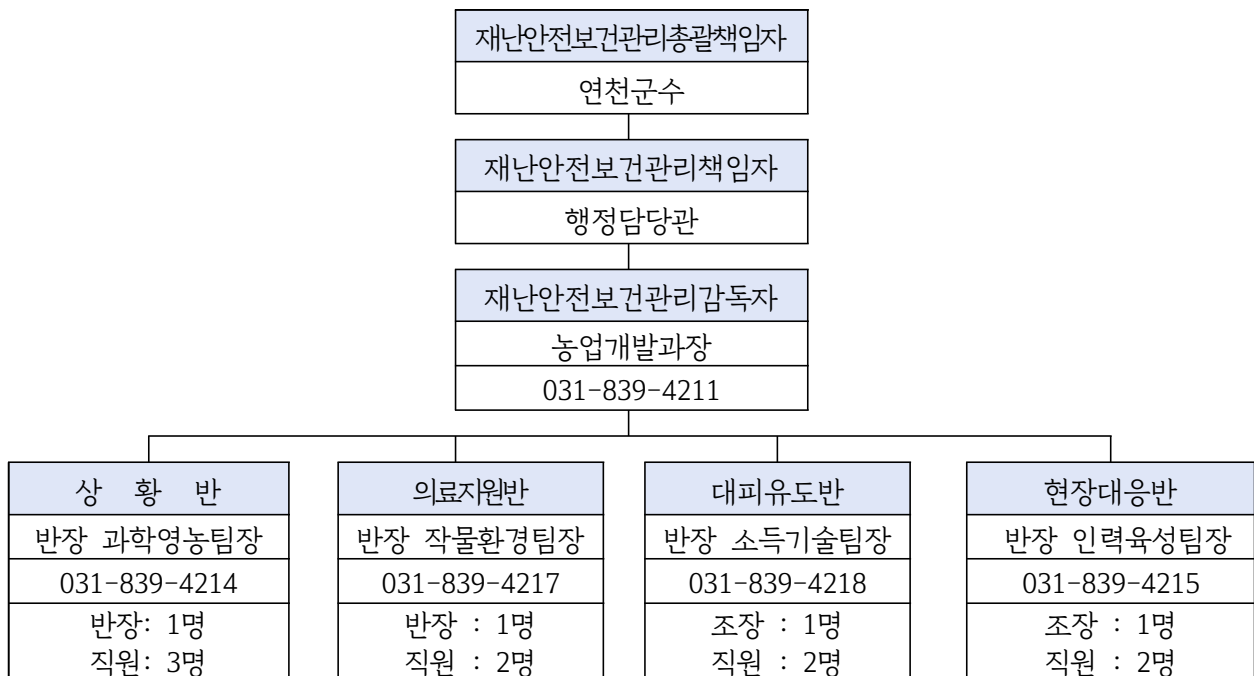 재난안전보건관리총괄책임자
연천군수
재난안전보건관리책임자
행정담당관
재난안전보건관리감독자
농업개발과장
031-839-4211
상 황 반
반장 과학영농팀장
031-839-4214
반장: 1명
직원: 3명
의료지원반
반장 작물환경팀장
031-839-4217
반장 : 1명
직원 : 2명
대피유도반
반장 소득기술팀장
031-839-4218
조장 : 1명
직원 : 2명
현장대응반
반장 인력육성팀장
031-839-4215
조장 : 1명
직원 : 2명